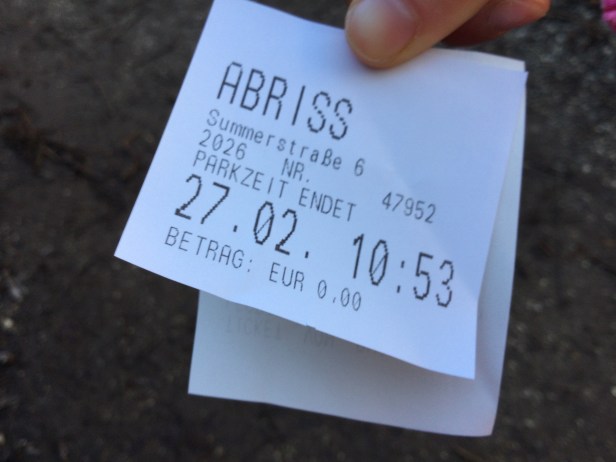 ABRISS
Summerstraße 6
2026 NR. 47952
PARKZEIT ENDET
27.02. 10:53
BETRAG: EUR 0,00